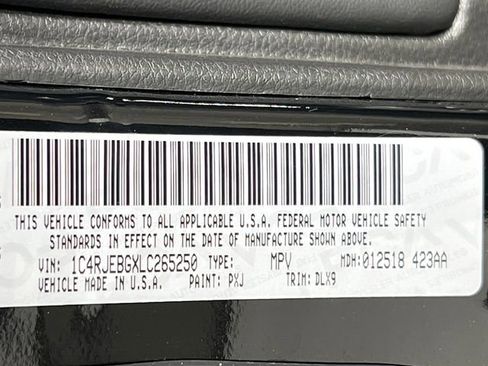 THIS VEHICLE CONFORMS TO ALL APPLICABLE U.S.A. FEDERAL MOTOR VEHICLE SAFETY
STANDARDS IN EFFECT ON THE DATE OF MANUFACTURE SHOWN ABOVE.
VIN: 1C4RJEBGXLC265250 TYPE: MPV MDH:012518 423AA
VEHICLE MADE IN U.S.A. PAINT: PXJ TRIM: DLX9